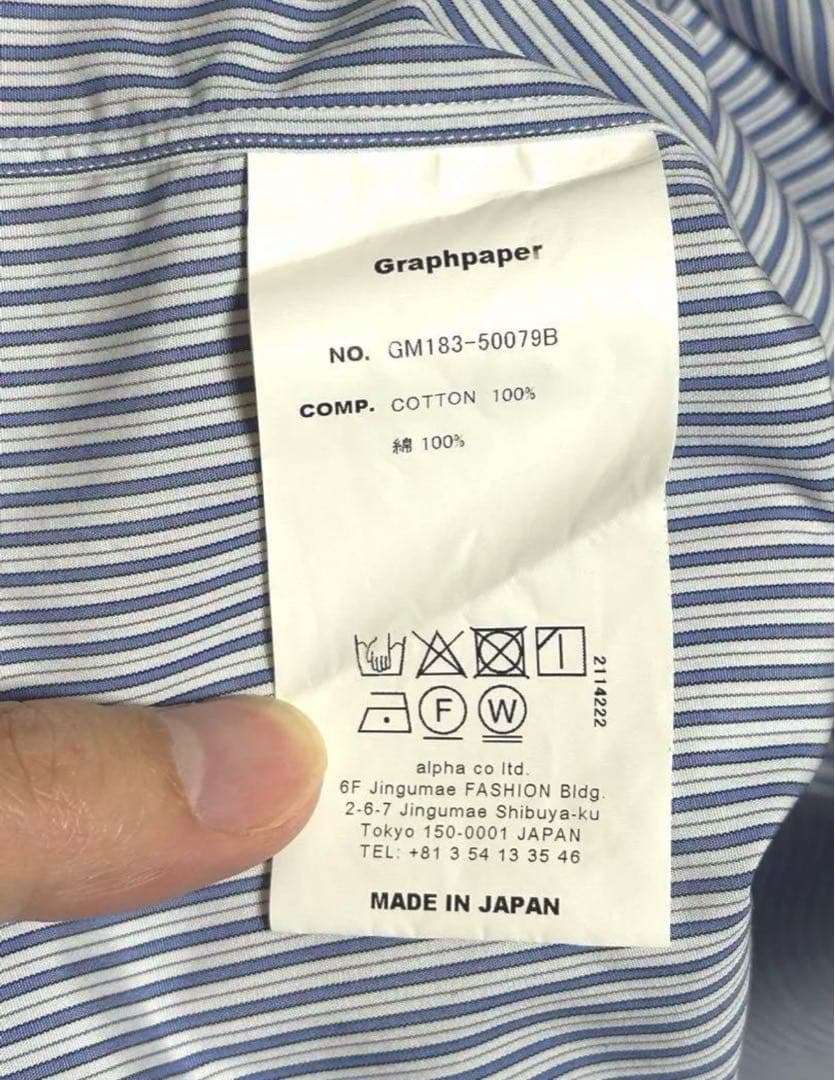 Graphpaper
NO. GM183-50079B
COMP. COTTON 100%
綿 100%
2114222
F W
alpha co ltd.
6F Jingumae FASHION Bldg.
2-6-7 Jingumae Shibuya-ku
Tokyo 150-0001 JAPAN
TEL: +81 3 54 13 35 46
MADE IN JAPAN